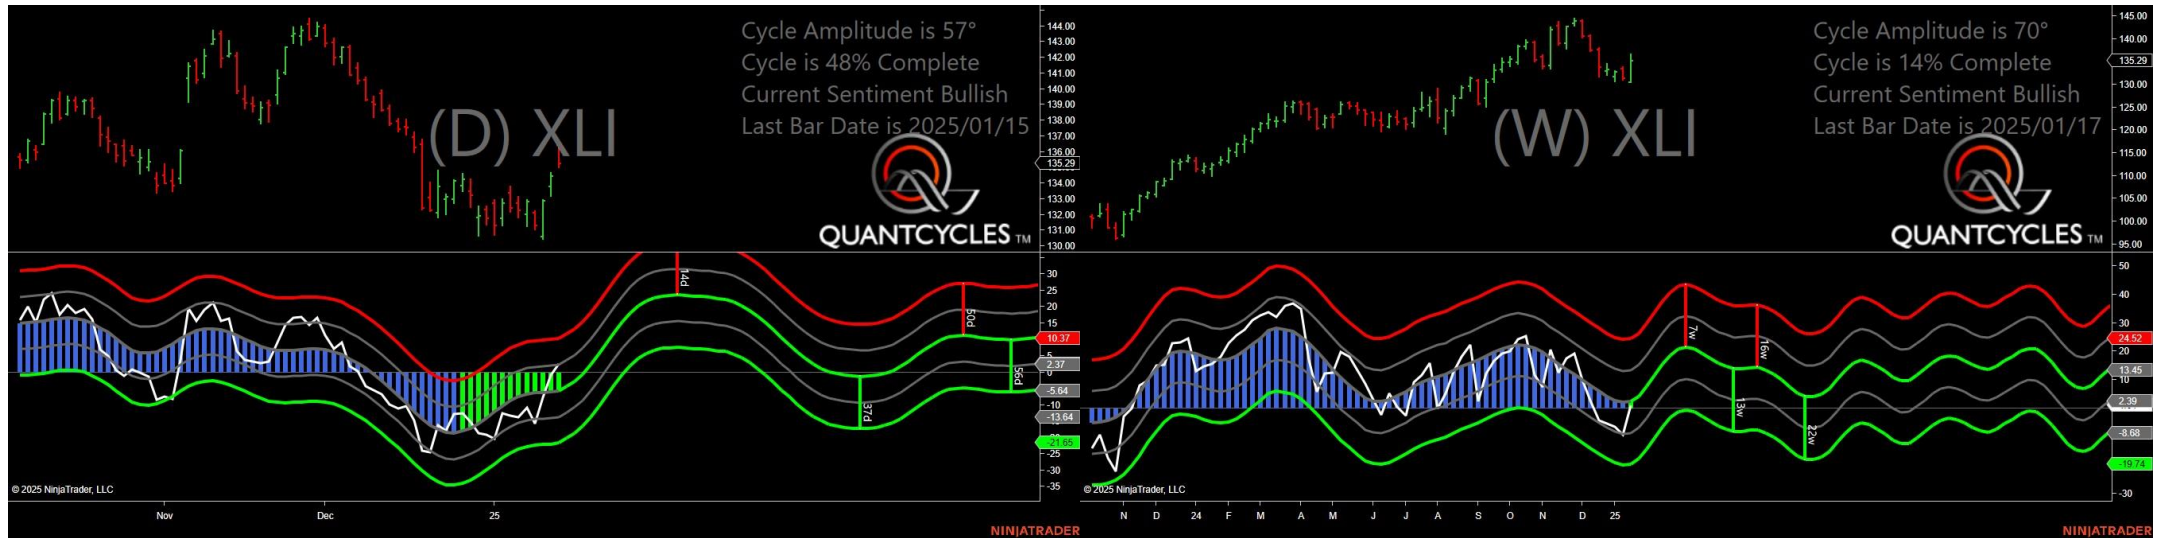 Cycle Amplitude is 57°
Cycle is 48% Complete
Current Sentiment Bullish
Last Bar Date is 2025/01/15
(D) XLI
QUANTCYCLES TM
144.00
143.00
142.00
141.00
140.00
139.00
138.00
137.00
136.00
135.29
134.00
133.00
132.00
131.00
130.00
14d
37d
50d
56d
30
25
20
15
10.37
5
2.37
0
-5.64
-10
-13.64
-21.65
-25
-30
-35
© 2025 NinjaTrader, LLC
Nov
Dec
25
NINJATRADER
Cycle Amplitude is 70°
Cycle is 14% Complete
Current Sentiment Bullish
Last Bar Date is 2025/01/17
(W) XLI
QUANTCYCLES TM
145.00
140.00
135.29
130.00
125.00
120.00
115.00
110.00
105.00
100.00
95.00
7w
13w
16w
22w
50
40
30
24.52
20
13.45
10
2.39
-8.68
-19.74
-30
© 2025 NinjaTrader, LLC
N
D
24
F
M
A
M
J
J
A
S
O
N
D
25
NINJATRADER